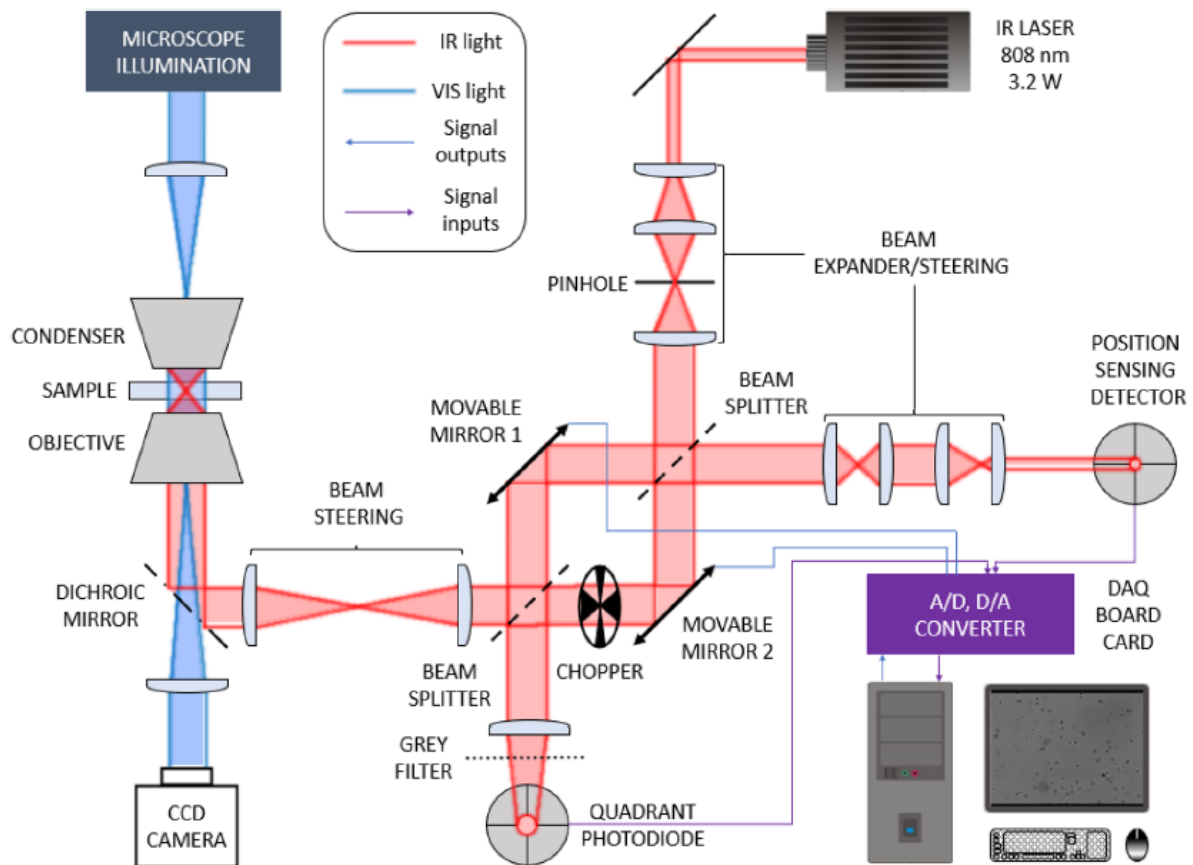 MICROSCOPE
ILLUMINATION
IR light
VIS light
Signal
outputs
Signal
inputs
IR LASER
808 nm
3.2 W
BEAM
EXPANDER/STEERING
PINHOLE
CONDENSER
SAMPLE
OBJECTIVE
POSITION
SENSING
DETECTOR
BEAM
SPLITTER
MOVABLE
MIRROR 1
BEAM
STEERING
DICHROIC
MIRROR
A/D, D/A
CONVERTER
DAQ
BOARD
CARD
MOVABLE
MIRROR 2
CHOPPER
BEAM
SPLITTER
GREY
FILTER
QUADRANT
PHOTODIODE
CCD
CAMERA